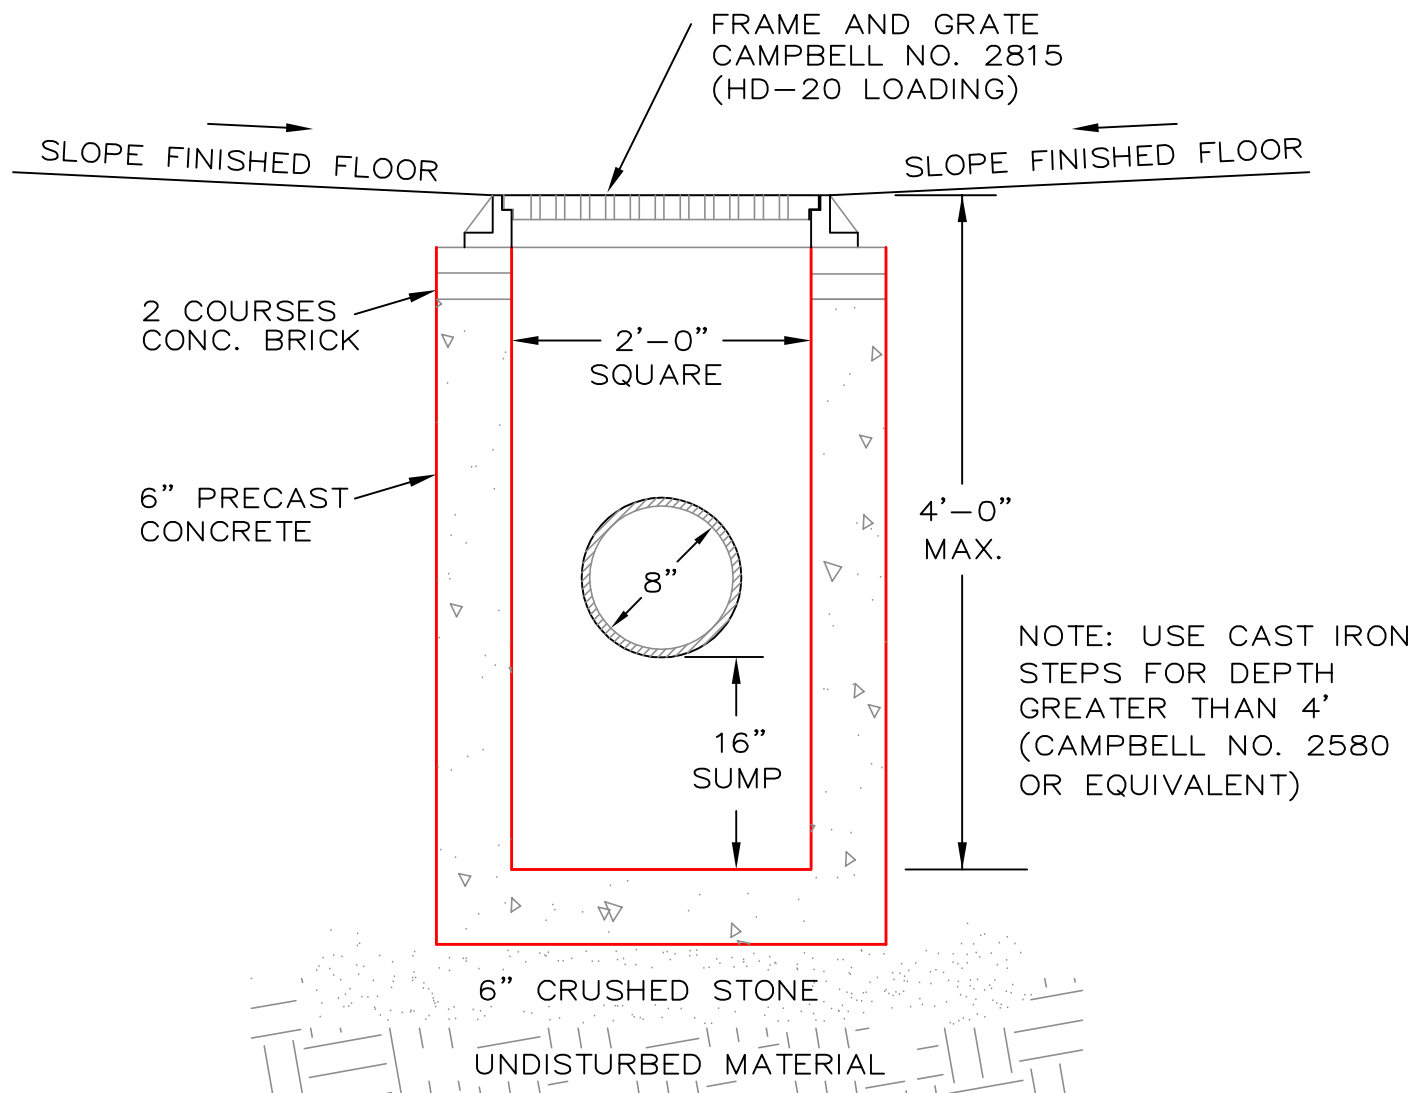 FRAME AND GRATE
CAMPBELL NO. 2815
(HD-20 LOADING)
SLOPE FINISHED FLOOR
SLOPE FINISHED FLOOR
2 COURSES
CONC. BRICK
2'-0"
SQUARE
6" PRECAST
CONCRETE
4'-0"
MAX.
8"
NOTE: USE CAST IRON
STEPS FOR DEPTH
GREATER THAN 4'
(CAMPBELL NO. 2580
OR EQUIVALENT)
16"
SUMP
6" CRUSHED STONE
UNDISTURBED MATERIAL